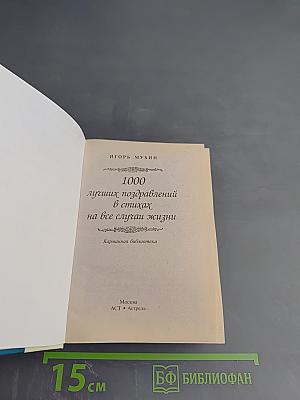 ИГОРЬ МУХИН
1000
лучших поздравлений
в стихах
на все случаи жизни
Карманная библиотека
Москва
АСТ • Астрель
15 см
БФ БИБЛИОФАН